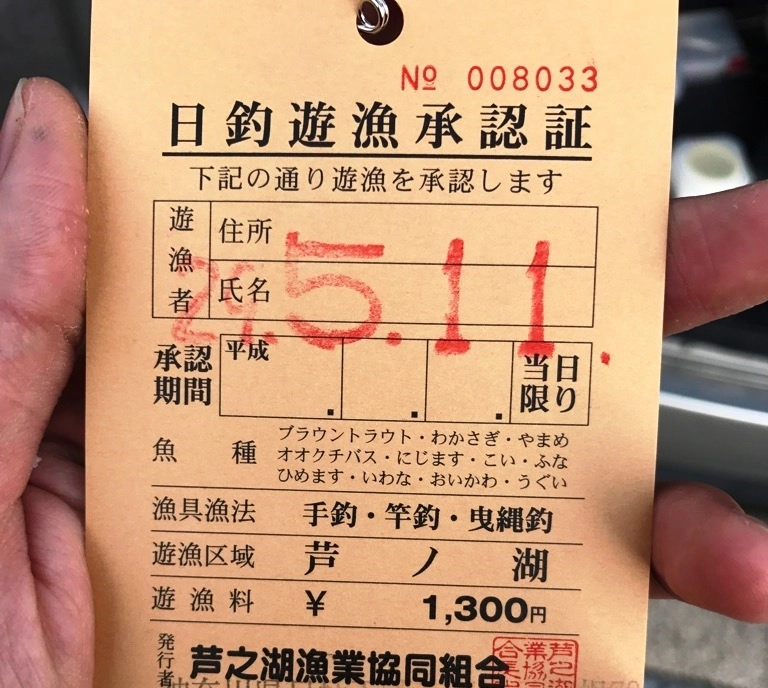 № 008033
日釣遊漁承認証
下記の通り遊漁を承認します
遊漁者
住所
氏名
29.5.11.
承認期間
平成
当日限り
魚種
ブラウントラウト・わかさぎ・やまめ
オオクチバス・にじます・こい・ふな
ひめます・いわな・おいかわ・うぐい
漁具漁法 手釣・竿釣・曳縄釣
遊漁区域 芦ノ湖
遊漁料 ¥ 1,300円
発行者 芦之湖漁業協同組合